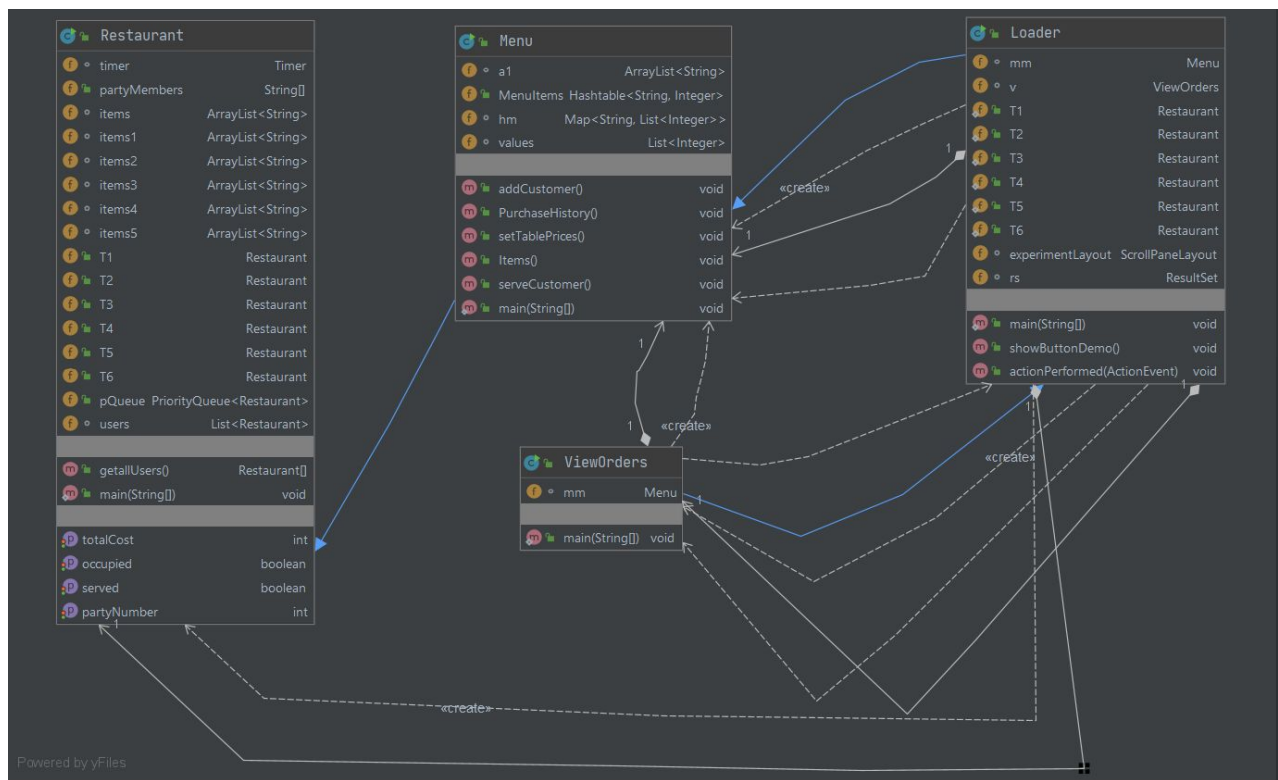 Restaurant
timer Timer
partyMembers String[]
items ArrayList<String>
items1 ArrayList<String>
items2 ArrayList<String>
items3 ArrayList<String>
items4 ArrayList<String>
items5 ArrayList<String>
T1 Restaurant
T2 Restaurant
T3 Restaurant
T4 Restaurant
T5 Restaurant
T6 Restaurant
pQueue PriorityQueue<Restaurant>
users List<Restaurant>
getallUsers() Restaurant[]
main(String[]) void
totalCost int
occupied boolean
served boolean
partyNumber int
Menu
a1 ArrayList<String>
MenuItems Hashtable<String, Integer>
hm Map<String, List<Integer>>
values List<Integer>
addCustomer() void
PurchaseHistory() void
setTablePrices() void
Items() void
serveCustomer() void
main(String[]) void
Loader
mm Menu
v ViewOrders
T1 Restaurant
T2 Restaurant
T3 Restaurant
T4 Restaurant
T5 Restaurant
T6 Restaurant
experimentLayout ScrollPaneLayout
rs ResultSet
main(String[]) void
showButtonDemo() void
actionPerformed(ActionEvent) void
ViewOrders
mm Menu
main(String[]) void
1
«create»
1
1
1 «create»
1
1
«create»
1
1
«create»
Powered by yFiles